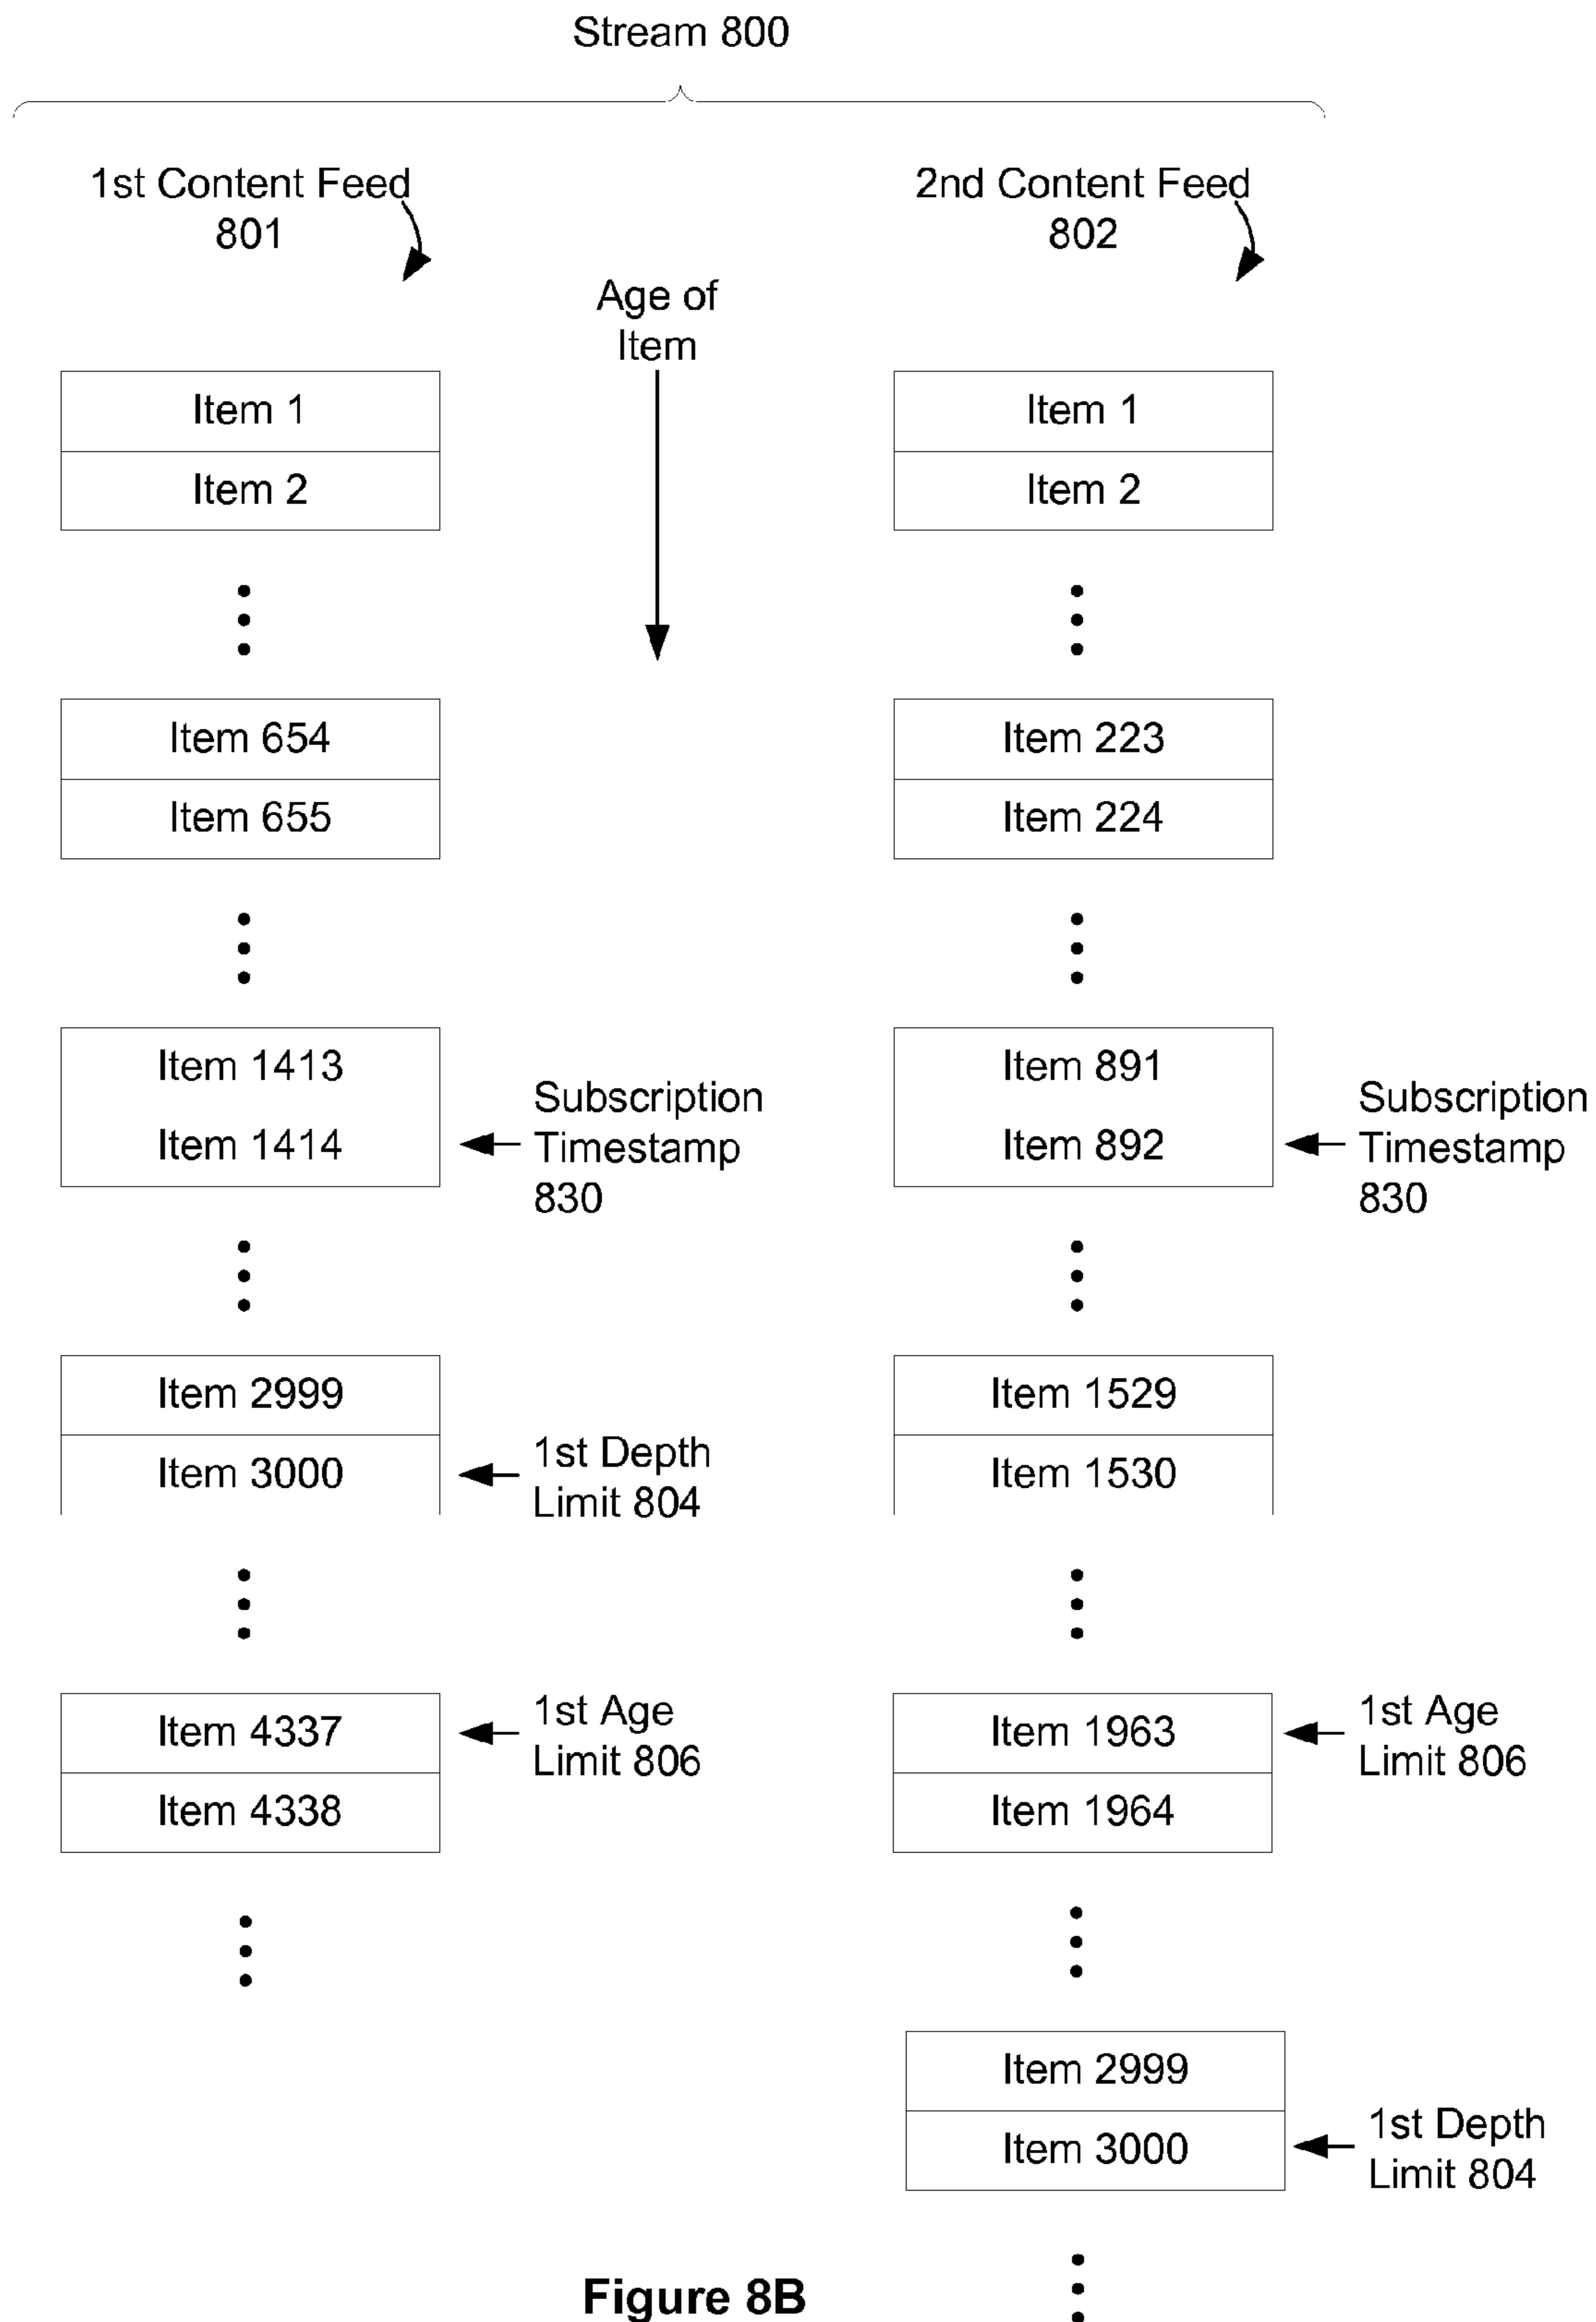 Stream 800
1st Content Feed
801
2nd Content Feed
802
Age of
Item
Item 1
Item 2
Item 654
Item 655
Item 1413
Item 1414
Subscription
Timestamp
830
Item 2999
Item 3000
1st Depth
Limit 804
Item 4337
Item 4338
1st Age
Limit 806
Item 1
Item 2
Item 223
Item 224
Item 891
Item 892
Subscription
Timestamp
830
Item 1529
Item 1530
Item 1963
Item 1964
1st Age
Limit 806
Item 2999
Item 3000
1st Depth
Limit 804
Figure 8B